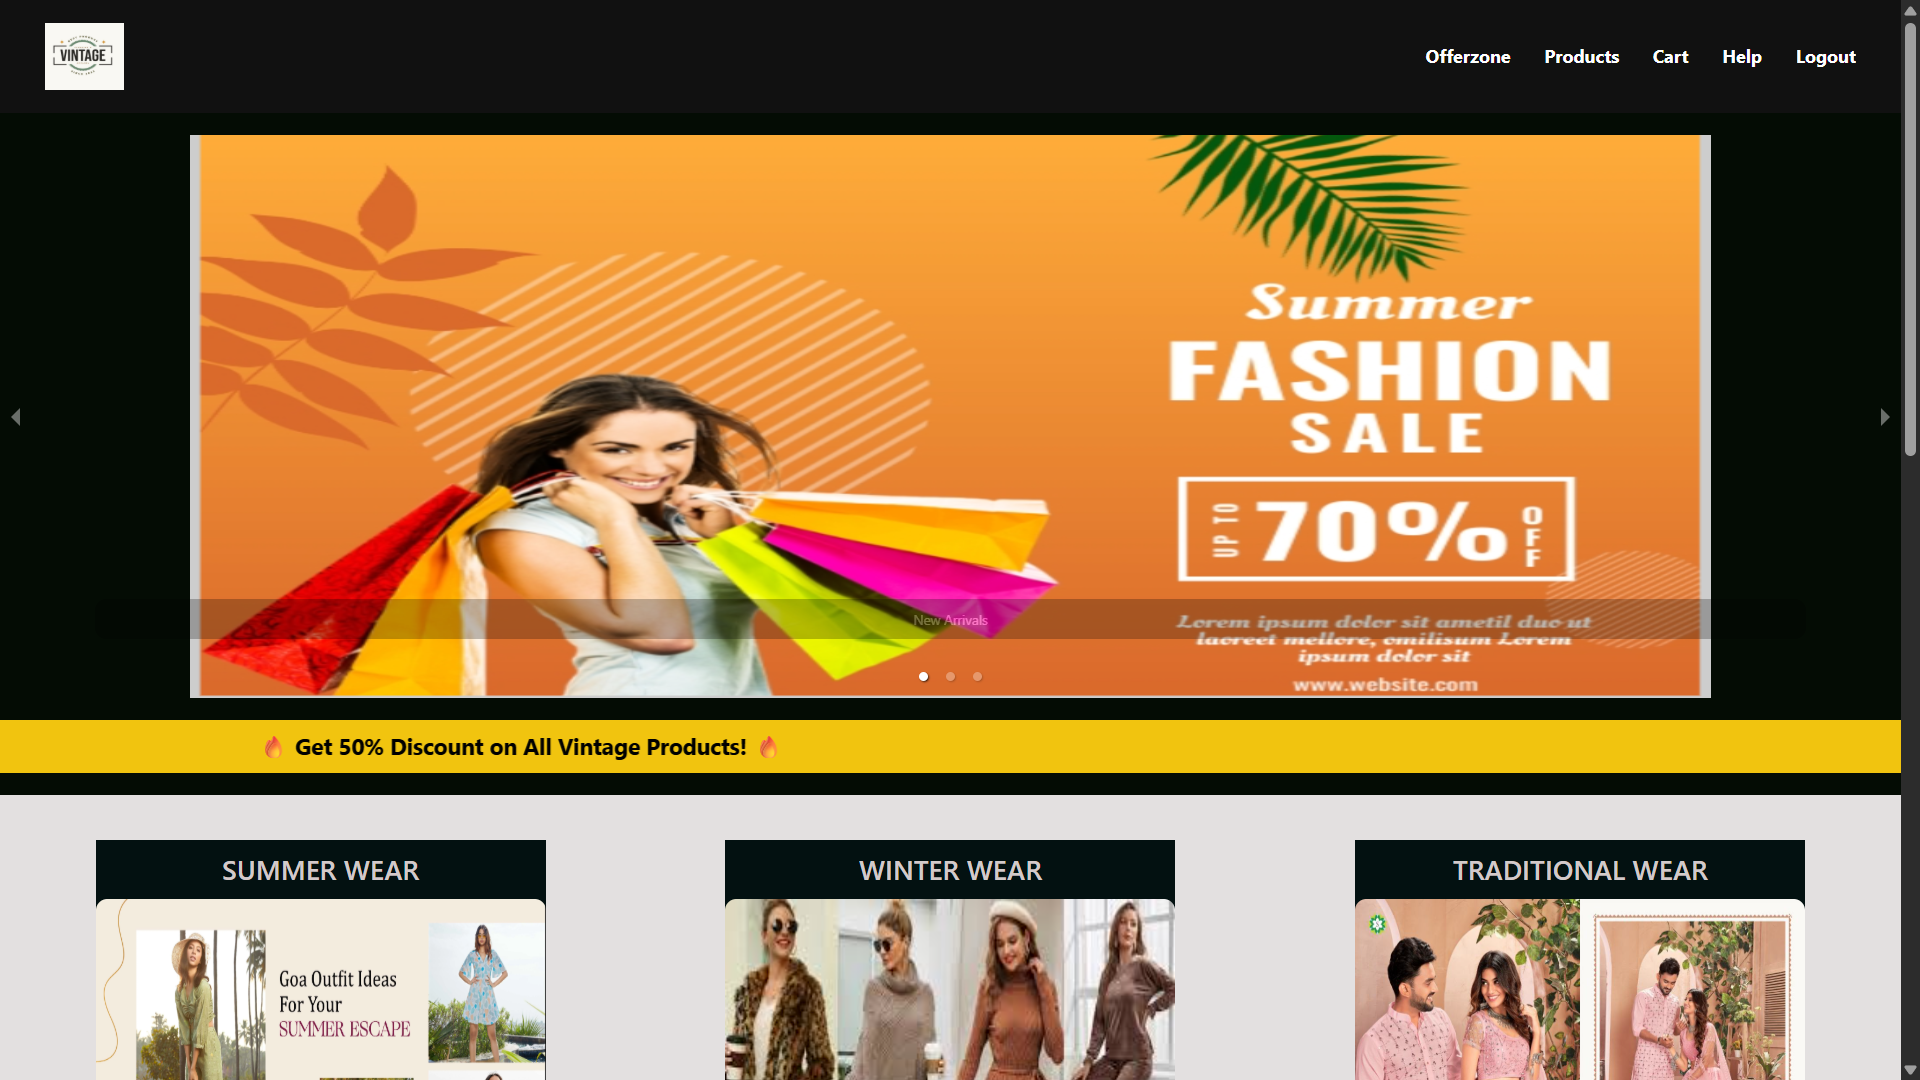 VINTAGE
Offerzone Products Cart Help Logout
Summer
FASHION
SALE
UP TO 70% OFF
New Arrivals
Lorem ipsum dolor sit ametil duo ut
laoreet mellore, omilisum Lorem
ipsum dolor sit
www.website.com
🔥 Get 50% Discount on All Vintage Products! 🔥
SUMMER WEAR
WINTER WEAR
TRADITIONAL WEAR
Goa Outfit Ideas
For Your
SUMMER ESCAPE